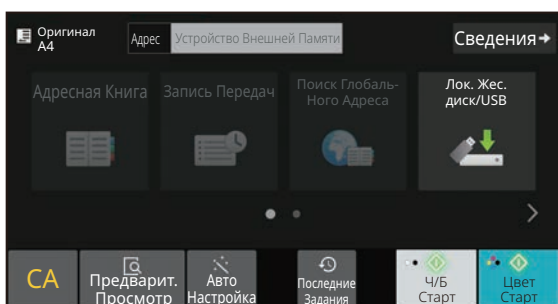 Оригинал
A4
Адрес
Устройство Внешней Памяти
Сведения
Адресная Книга
Запись Передач
Поиск Глобаль-
Ного Адреса
Лок. Жес.
диск/USB
CA
Предварит.
Просмотр
Авто
Настройка
Последние
Задания
Ч/Б
Старт
Цвет
Старт